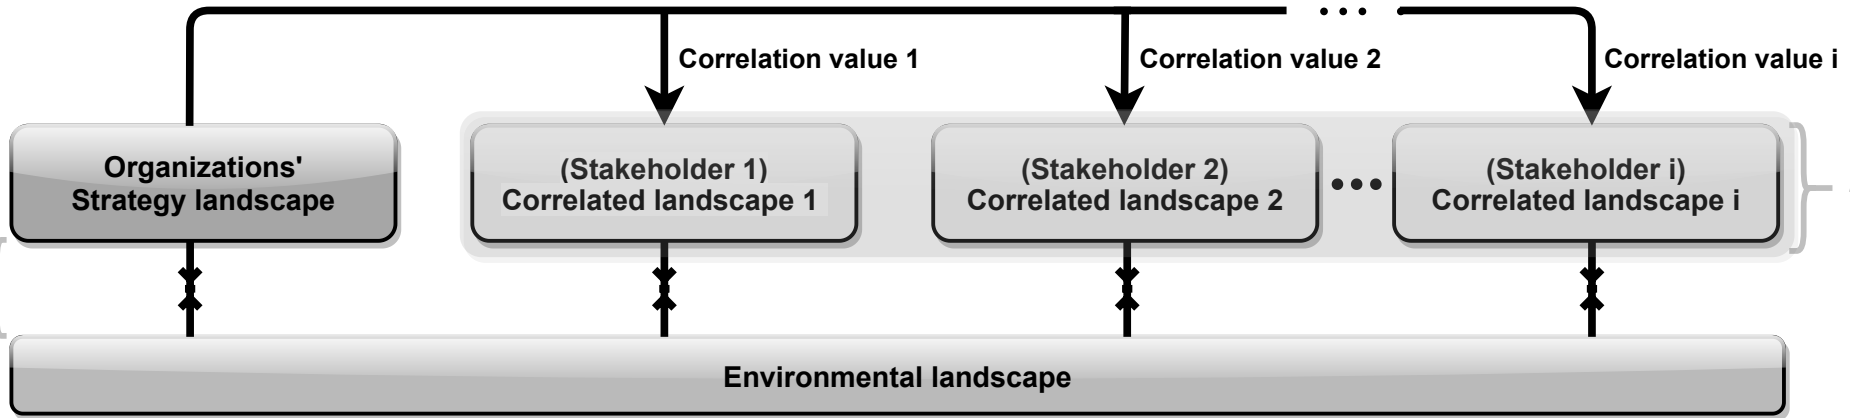 ...
Correlation value 1
Correlation value 2
Correlation value i
Organizations'
Strategy landscape
(Stakeholder 1)
Correlated landscape 1
(Stakeholder 2)
Correlated landscape 2
...
(Stakeholder i)
Correlated landscape i
Environmental landscape